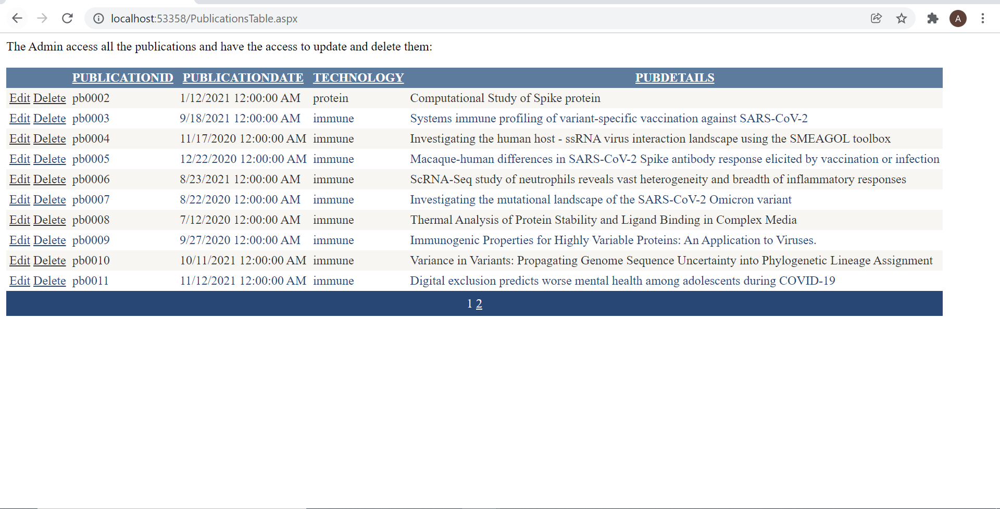 localhost:53358/PublicationsTable.aspx
A
The Admin access all the publications and have the access to update and delete them:
PUBLICATIONID PUBLICATIONDATE TECHNOLOGY PUBDETAILS
Edit Delete pb0002 1/12/2021 12:00:00 AM protein Computational Study of Spike protein
Edit Delete pb0003 9/18/2021 12:00:00 AM immune Systems immune profiling of variant-specific vaccination against SARS-CoV-2
Edit Delete pb0004 11/17/2020 12:00:00 AM immune Investigating the human host - ssRNA virus interaction landscape using the SMEAGOL toolbox
Edit Delete pb0005 12/22/2020 12:00:00 AM immune Macaque-human differences in SARS-CoV-2 Spike antibody response elicited by vaccination or infection
Edit Delete pb0006 8/23/2021 12:00:00 AM immune ScRNA-Seq study of neutrophils reveals vast heterogeneity and breadth of inflammatory responses
Edit Delete pb0007 8/22/2020 12:00:00 AM immune Investigating the mutational landscape of the SARS-CoV-2 Omicron variant
Edit Delete pb0008 7/12/2020 12:00:00 AM immune Thermal Analysis of Protein Stability and Ligand Binding in Complex Media
Edit Delete pb0009 9/27/2020 12:00:00 AM immune Immunogenic Properties for Highly Variable Proteins: An Application to Viruses.
Edit Delete pb0010 10/11/2021 12:00:00 AM immune Variance in Variants: Propagating Genome Sequence Uncertainty into Phylogenetic Lineage Assignment
Edit Delete pb0011 11/12/2021 12:00:00 AM immune Digital exclusion predicts worse mental health among adolescents during COVID-19
1 2